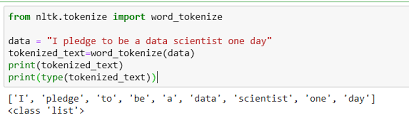 from nltk.tokenize import word_tokenize
data = "I pledge to be a data scientist one day"
tokenized_text=word_tokenize(data)
print(tokenized_text)
print(type(tokenized_text))
['I', 'pledge', 'to', 'be', 'a', 'data', 'scientist', 'one', 'day']
<class 'list'>